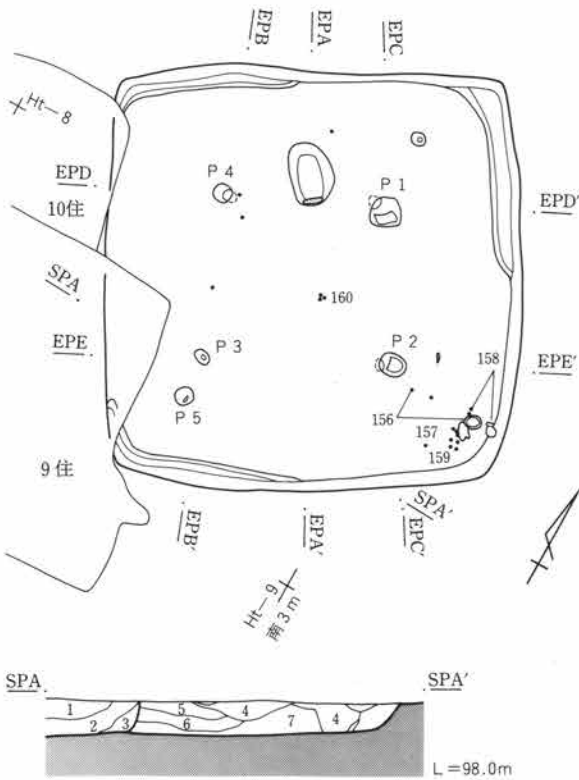 EPB
EPA
EPC
Ht—8
EPD
P 4
P 1
EPD'
10住
SPA
160
EPE
P 3
P 2
158
EPE'
156
P 5
157
159
9住
SPA'
EPB'
EPA'
EPC'
Ht—9
南3m
SPA
SPA'
1
5
4
2
3
6
7
4
L=98.0m